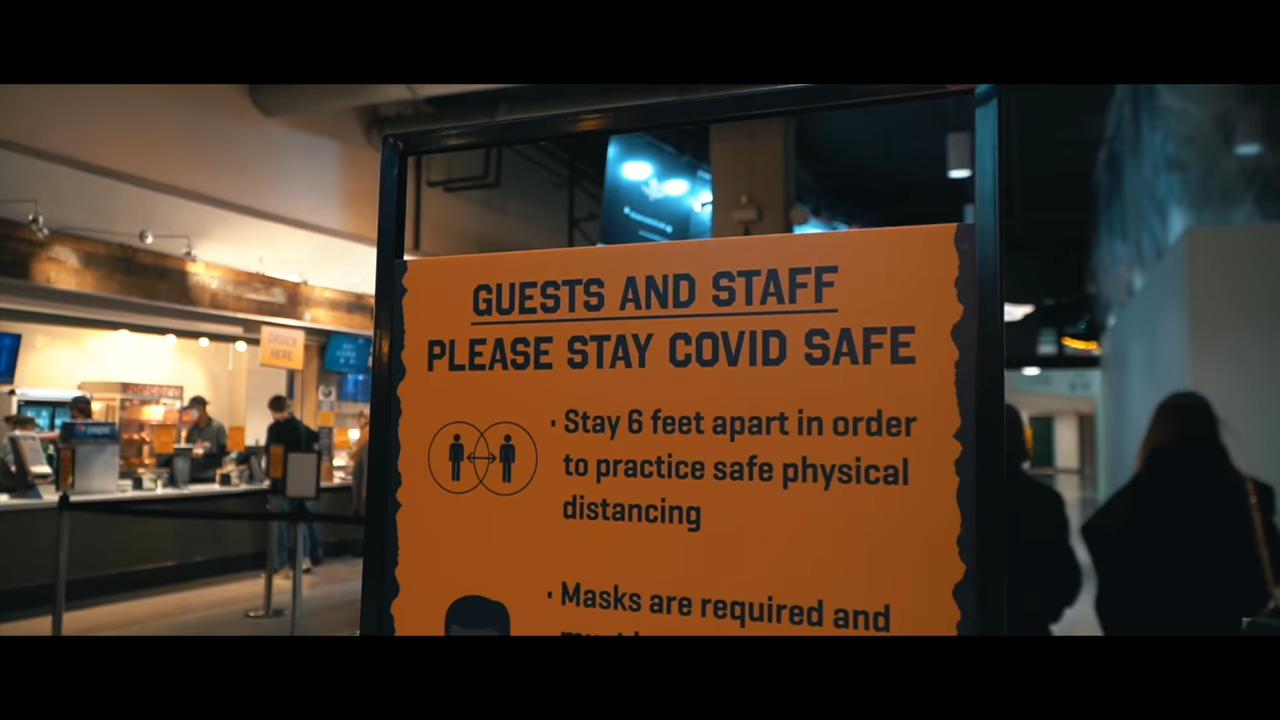 GUESTS AND STAFF
PLEASE STAY COVID SAFE
· Stay 6 feet apart in order
to practice safe physical
distancing
· Masks are required and
ORDER
HERE